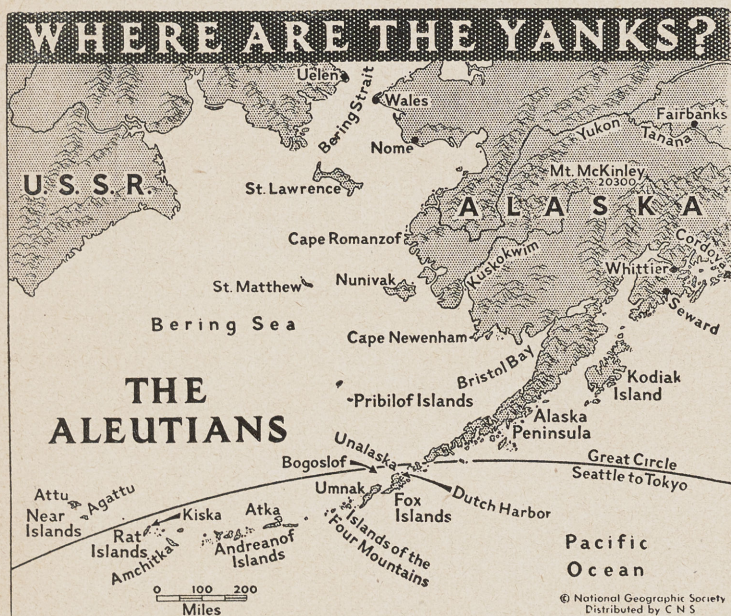 WHERE ARE THE YANKS?
Uelen
Bering Strait
Wales
Nome
Yukon
Fairbanks
Tanana
U.S.S.R.
St. Lawrence
Mt. McKinley
20300
ALASKA
Cape Romanzof
Kuskokwim
Cordova
Whittier
Seward
St. Matthew
Nunivak
Bering Sea
Cape Newenham
Bristol Bay
Kodiak
Island
Pribilof Islands
THE
ALEUTIANS
Alaska
Peninsula
Unalaska
Bogoslof
Great Circle
Seattle to Tokyo
Umnak
Fox
Islands
Dutch Harbor
Attu
Agattu
Near
Islands
Kiska
Rat
Islands
Amchitka
Atka
Andreanof
Islands
Islands of the
Four Mountains
Pacific
Ocean
0 100 200
Miles
© National Geographic Society
Distributed by C N S